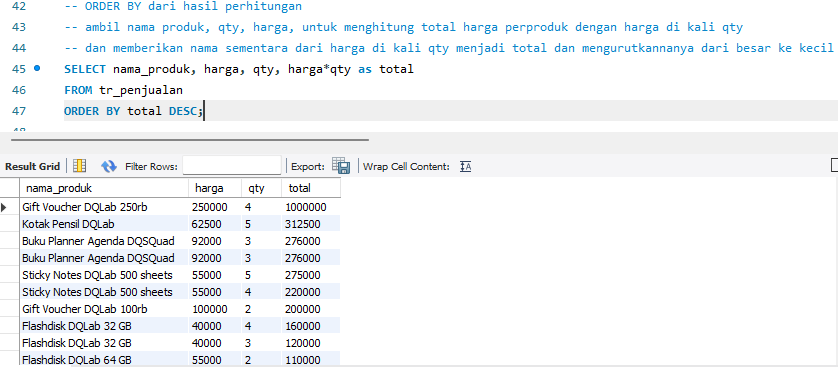 42 -- ORDER BY dari hasil perhitungan
43 -- ambil nama produk, qty, harga, untuk menghitung total harga perproduk dengan harga di kali qty
44 -- dan memberikan nama sementara dari harga di kali qty menjadi total dan mengurutkannanya dari besar ke kecil
45 SELECT nama_produk, harga, qty, harga*qty as total
46 FROM tr_penjualan
47 ORDER BY total DESC;
48
Result Grid Filter Rows: Export: Wrap Cell Content: IA
nama_produk harga qty total
Gift Voucher DQLab 250rb 250000 4 1000000
Kotak Pensil DQLab 62500 5 312500
Buku Planner Agenda DQSQuad 92000 3 276000
Buku Planner Agenda DQSQuad 92000 3 276000
Sticky Notes DQLab 500 sheets 55000 5 275000
Sticky Notes DQLab 500 sheets 55000 4 220000
Gift Voucher DQLab 100rb 100000 2 200000
Flashdisk DQLab 32 GB 40000 4 160000
Flashdisk DQLab 32 GB 40000 3 120000
Flashdisk DQLab 64 GB 55000 2 110000